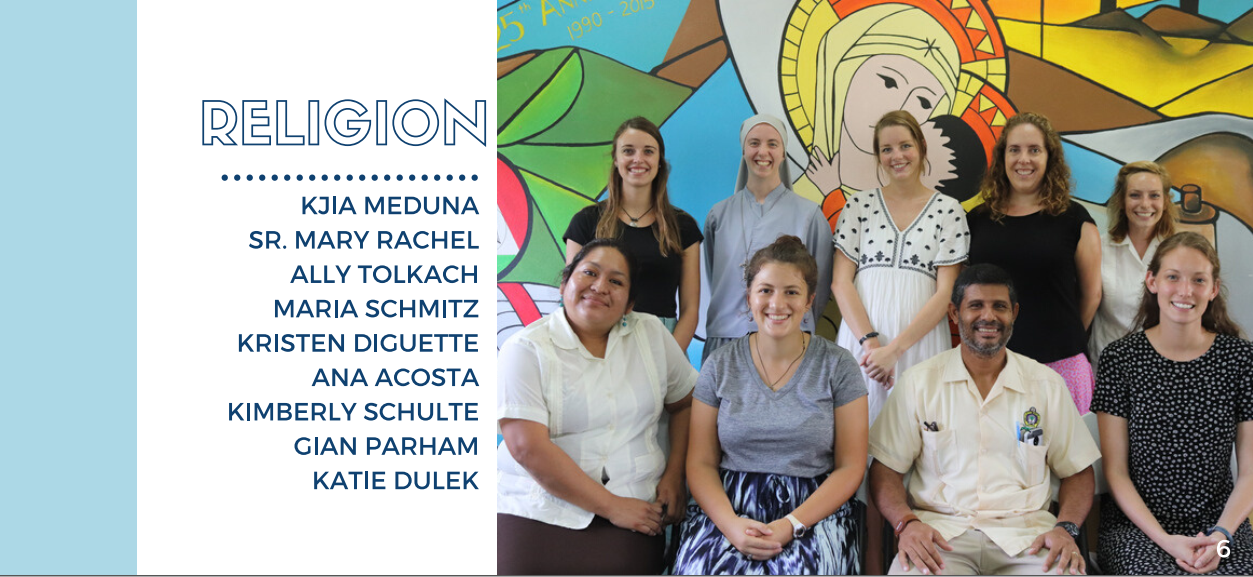 RELIGION
KJIA MEDUNA
SR. MARY RACHEL
ALLY TOLKACH
MARIA SCHMITZ
KRISTEN DIGUETTE
ANA ACOSTA
KIMBERLY SCHULTE
GIAN PARHAM
KATIE DULEK
25TH
1990 - 2015
6